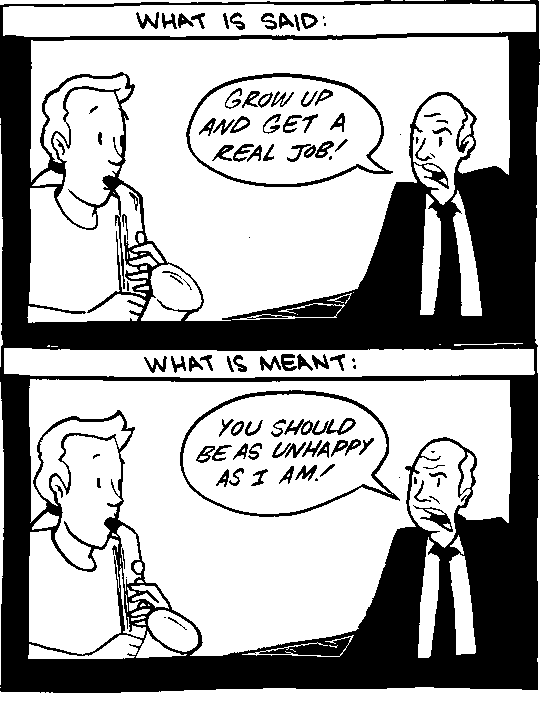 WHAT IS SAID:
GROW UP
AND GET A
REAL JOB!
WHAT IS MEANT:
YOU SHOULD
BE AS UNHAPPY
AS I AM!